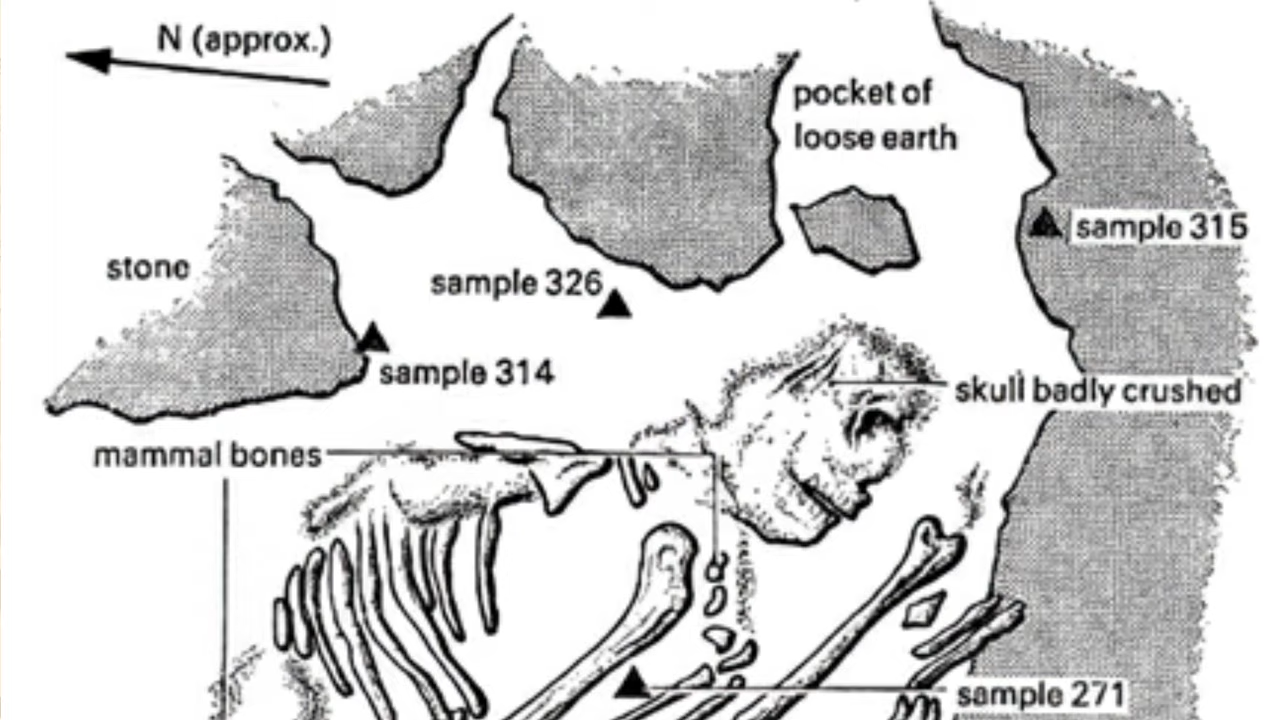 N (approx.)
pocket of
loose earth
sample 315
stone
sample 326
sample 314
skull badly crushed
mammal bones
sample 271